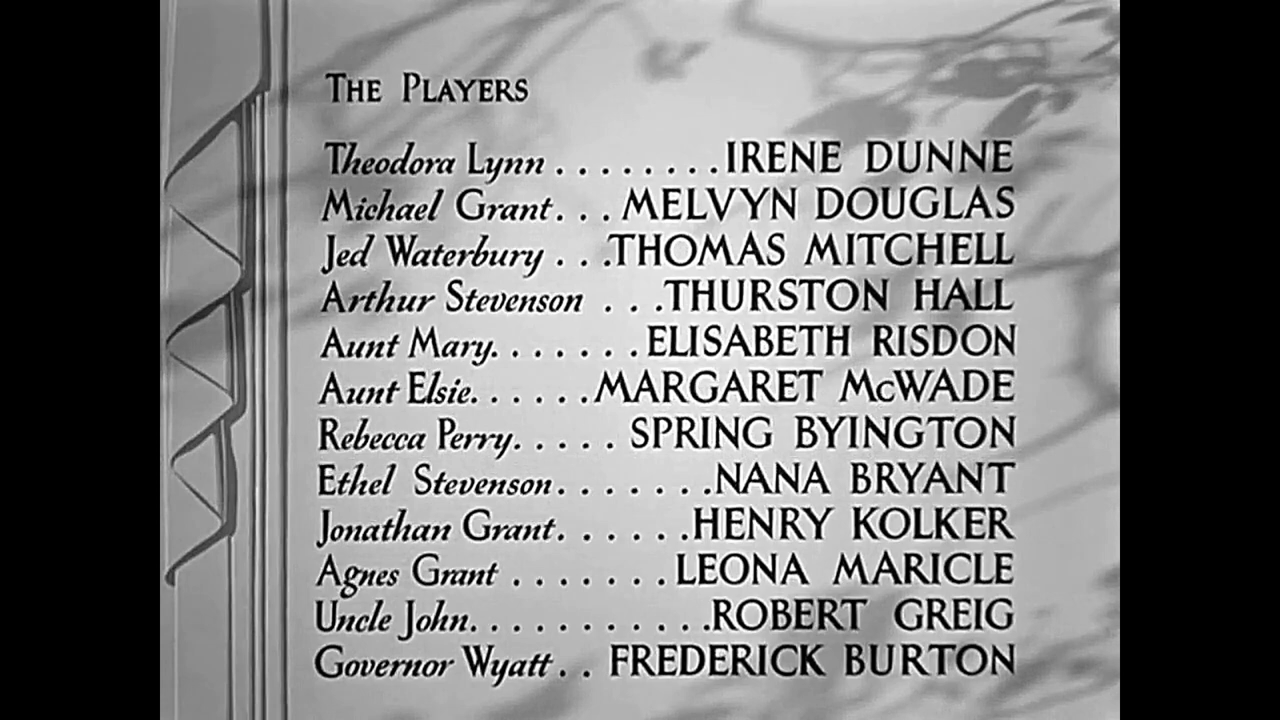 THE PLAYERS
Theodora Lynn . . . . . . . . IRENE DUNNE
Michael Grant. . . MELVYN DOUGLAS
Jed Waterbury . . . THOMAS MITCHELL
Arthur Stevenson . . . THURSTON HALL
Aunt Mary. . . . . . . ELISABETH RISDON
Aunt Elsie. . . . . . MARGARET McWADE
Rebecca Perry. . . . . SPRING BYINGTON
Ethel Stevenson. . . . . . . NANA BRYANT
Jonathan Grant. . . . . . HENRY KOLKER
Agnes Grant . . . . . . . LEONA MARICLE
Uncle John. . . . . . . . . . . ROBERT GREIG
Governor Wyatt . . FREDERICK BURTON